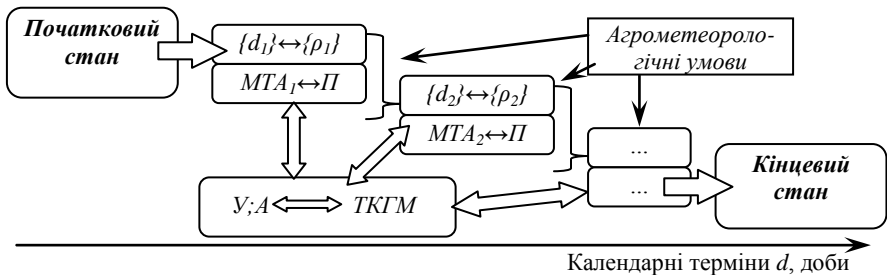 Початковий
стан
{d₁}↔{ρ₁}
МТА₁↔П
Агрометеороло-
гічні умови
{d₂}↔{ρ₂}
МТА₂↔П
...
...
Кінцевий
стан
У;А ТКГМ
Календарні терміни d, доби